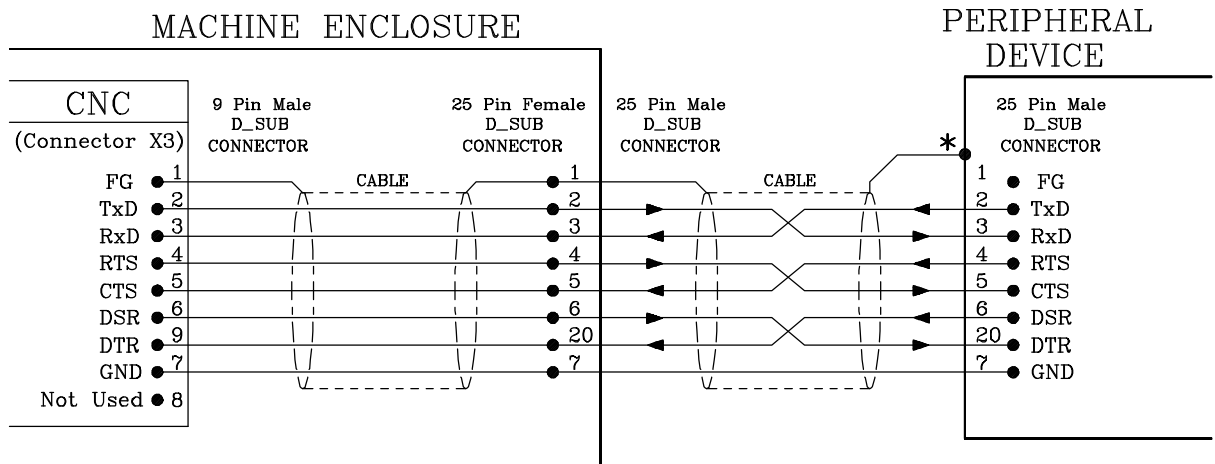 MACHINE ENCLOSURE
PERIPHERAL
DEVICE
CNC
(Connector X3)
9 Pin Male
D_SUB
CONNECTOR
25 Pin Female
D_SUB
CONNECTOR
25 Pin Male
D_SUB
CONNECTOR
25 Pin Male
D_SUB
CONNECTOR
*
FG 1 CABLE 1 CABLE 1 FG
TxD 2 2 2 TxD
RxD 3 3 3 RxD
RTS 4 4 4 RTS
CTS 5 5 5 CTS
DSR 6 6 6 DSR
DTR 9 20 20 DTR
GND 7 7 7 GND
Not Used 8